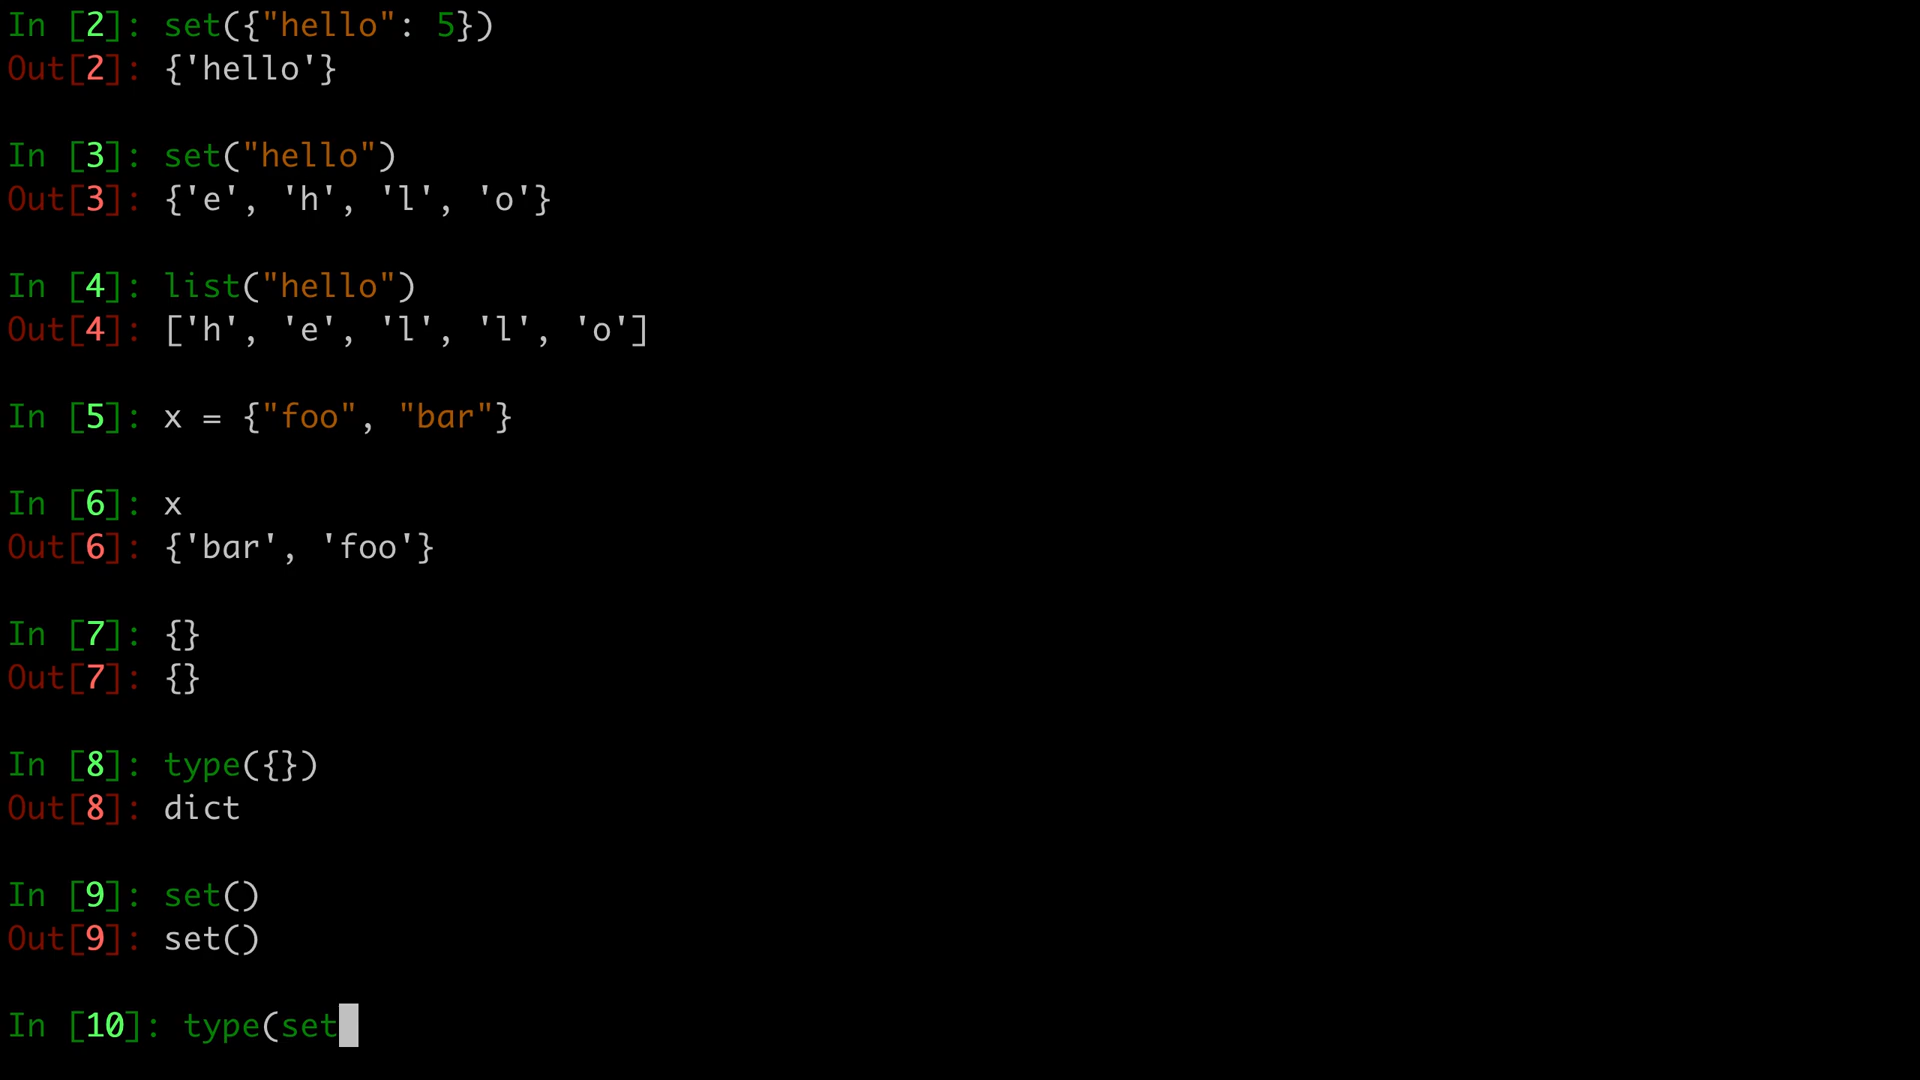 In [2]: set({"hello": 5})
Out[2]: {'hello'}
In [3]: set("hello")
Out[3]: {'e', 'h', 'l', 'o'}
In [4]: list("hello")
Out[4]: ['h', 'e', 'l', 'l', 'o']
In [5]: x = {"foo", "bar"}
In [6]: x
Out[6]: {'bar', 'foo'}
In [7]: {}
Out[7]: {}
In [8]: type({})
Out[8]: dict
In [9]: set()
Out[9]: set()
In [10]: type(set